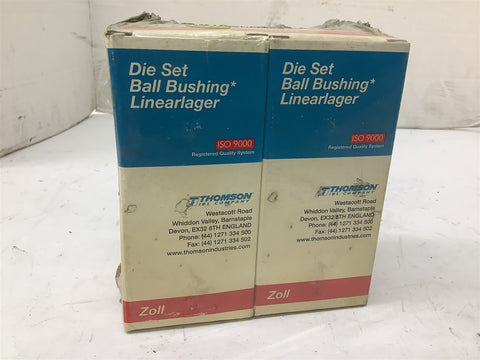 Die Set
Ball Bushing*
Linearlager
ISO 9000
Registered Quality System
THOMSON
Westacott Road
Whiddon Valley, Barnstaple
Devon, EX32 8TH ENGLAND
Phone: (44) 1271 334 500
Fax: (44) 1271 334 502
www.thomsonindustries.com
Zoll
Die Set
Ball Bushing*
Linearlager
ISO 9000
Registered Quality System
THOMSON
Westacott Road
Whiddon Valley, Barnstaple
Devon, EX32 8TH ENGLAND
Phone: (44) 1271 334 500
Fax: (44) 1271 334 502
www.thomsonindustries.com
Zoll